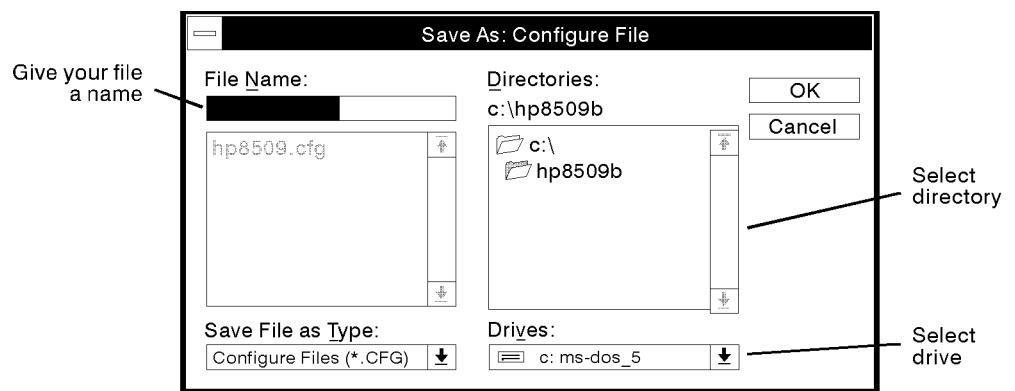 Save As: Configure File
Give your file
a name
File Name:
hp8509.cfg
Save File as Type:
Configure Files (*.CFG)
Directories:
c:\hp8509b
c:\
hp8509b
Drives:
c: ms-dos_5
OK
Cancel
Select
directory
Select
drive